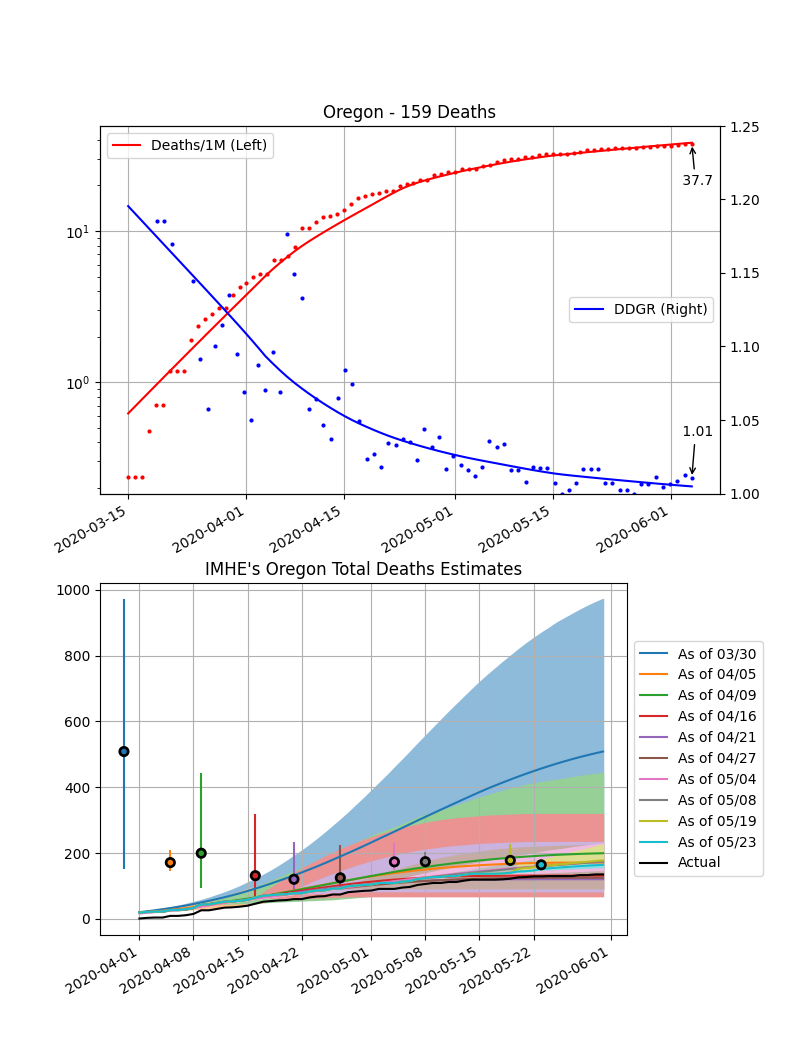 Oregon - 159 Deaths
Deaths/1M (Left)
DDGR (Right)
37.7
1.01
10^1
10^0
1.25
1.20
1.15
1.10
1.05
1.00
2020-03-15
2020-04-01
2020-04-15
2020-05-01
2020-05-15
2020-06-01
IMHE's Oregon Total Deaths Estimates
1000
800
600
400
200
0
2020-04-01
2020-04-08
2020-04-15
2020-04-22
2020-05-01
2020-05-08
2020-05-15
2020-05-22
2020-06-01
As of 03/30
As of 04/05
As of 04/09
As of 04/16
As of 04/21
As of 04/27
As of 05/04
As of 05/08
As of 05/19
As of 05/23
Actual